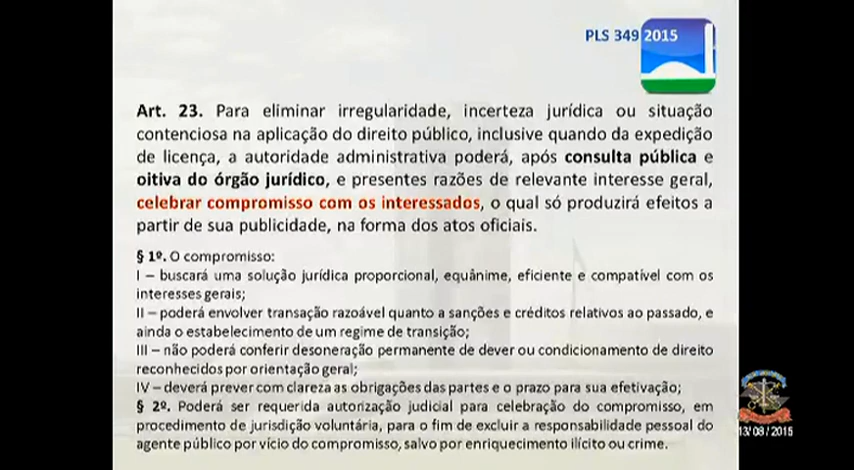 PLS 349 2015
Art. 23. Para eliminar irregularidade, incerteza jurídica ou situação
contenciosa na aplicação do direito público, inclusive quando da expedição
de licença, a autoridade administrativa poderá, após consulta pública e
oitiva do órgão jurídico, e presentes razões de relevante interesse geral,
celebrar compromisso com os interessados, o qual só produzirá efeitos a
partir de sua publicidade, na forma dos atos oficiais.
§ 1º. O compromisso:
I – buscará uma solução jurídica proporcional, equânime, eficiente e compatível com os
interesses gerais;
II – poderá envolver transação razoável quanto a sanções e créditos relativos ao passado, e
ainda o estabelecimento de um regime de transição;
III – não poderá conferir desoneração permanente de dever ou condicionamento de direito
reconhecidos por orientação geral;
IV – deverá prever com clareza as obrigações das partes e o prazo para sua efetivação;
§ 2º. Poderá ser requerida autorização judicial para celebração do compromisso, em
procedimento de jurisdição voluntária, para o fim de excluir a responsabilidade pessoal do
agente público por vício do compromisso, salvo por enriquecimento ilícito ou crime.
13/08/2015